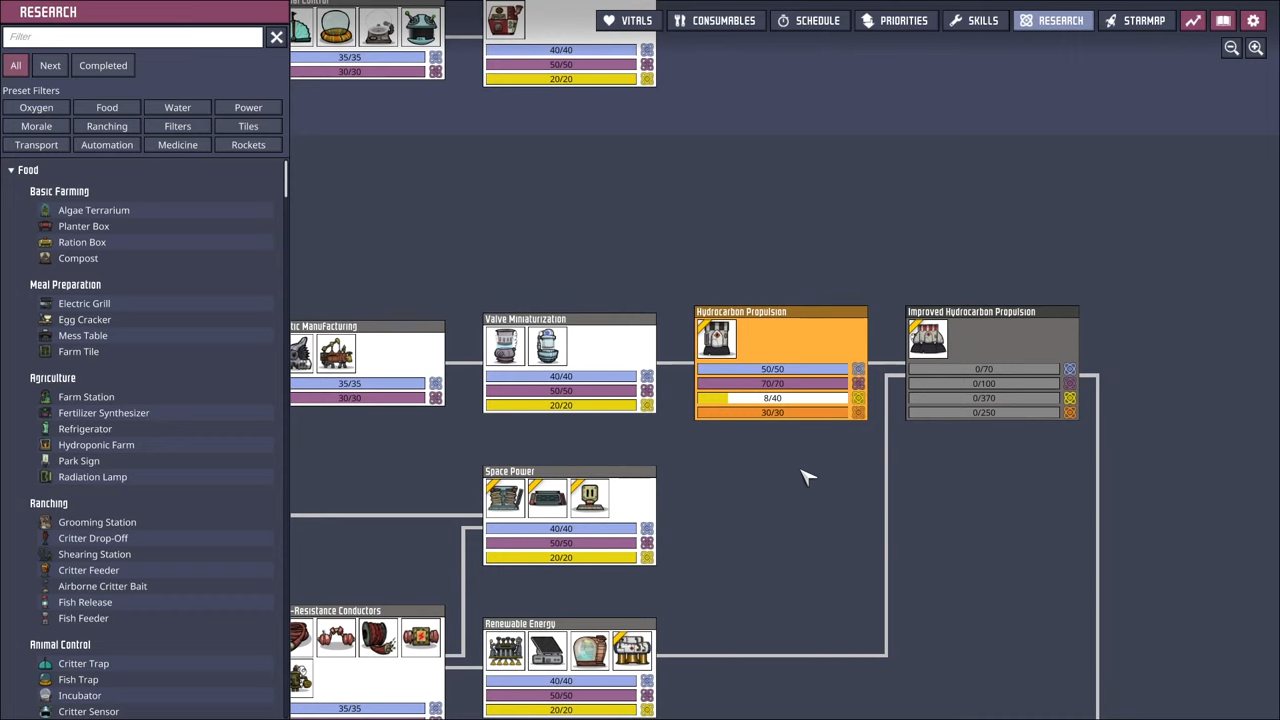 RESEARCH
VITALS
CONSUMABLES
SCHEDULE
PRIORITIES
SKILLS
RESEARCH
STARMAP
Filter
All
Next
Completed
Preset Filters
Oxygen
Food
Water
Power
Morale
Ranching
Filters
Tiles
Transport
Automation
Medicine
Rockets
Food
Basic Farming
Algae Terrarium
Planter Box
Ration Box
Compost
Meal Preparation
Electric Grill
Egg Cracker
Mess Table
Farm Tile
Agriculture
Farm Station
Fertilizer Synthesizer
Refrigerator
Hydroponic Farm
Park Sign
Radiation Lamp
Ranching
Grooming Station
Critter Drop-Off
Shearing Station
Critter Feeder
Airborne Critter Bait
Fish Release
Fish Feeder
Animal Control
Critter Trap
Fish Trap
Incubator
Critter Sensor
35/35
30/30
40/40
50/50
20/20
tic Manufacturing
35/35
30/30
Valve Miniaturization
40/40
50/50
20/20
Hydrocarbon Propulsion
50/50
70/70
8/40
30/30
Improved Hydrocarbon Propulsion
0/70
0/100
0/370
0/250
Space Power
40/40
50/50
20/20
-Resistance Conductors
35/35
Renewable Energy
40/40
50/50
20/20